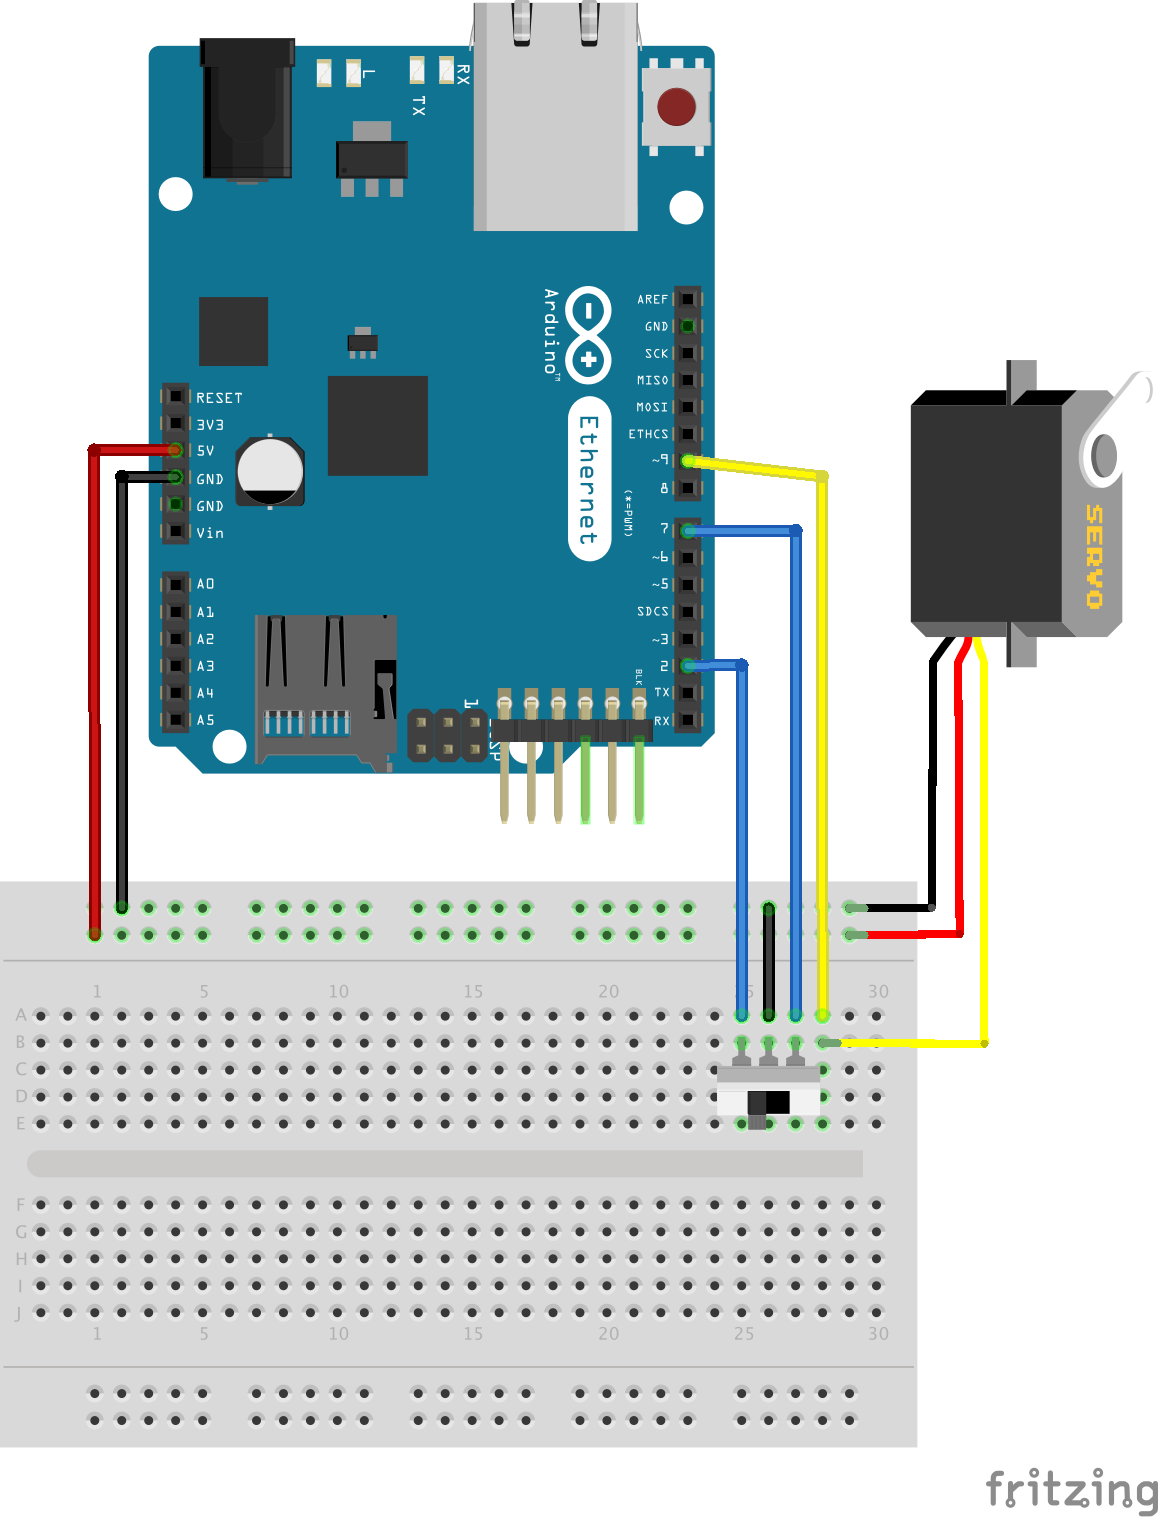 L
TX
RX
Arduino™
Ethernet
(*=PWM)
AREF
GND
SCK
MISO
MOSI
ETHCS
~9
8
7
~6
~5
SDCS
~3
2
TX
RX
BLK
RESET
3V3
5V
GND
GND
Vin
A0
A1
A2
A3
A4
A5
1
SERVO
1 5 10 15 20 30
A
B
C
D
E
F
G
H
I
J
1 5 10 15 20 25 30
fritzing